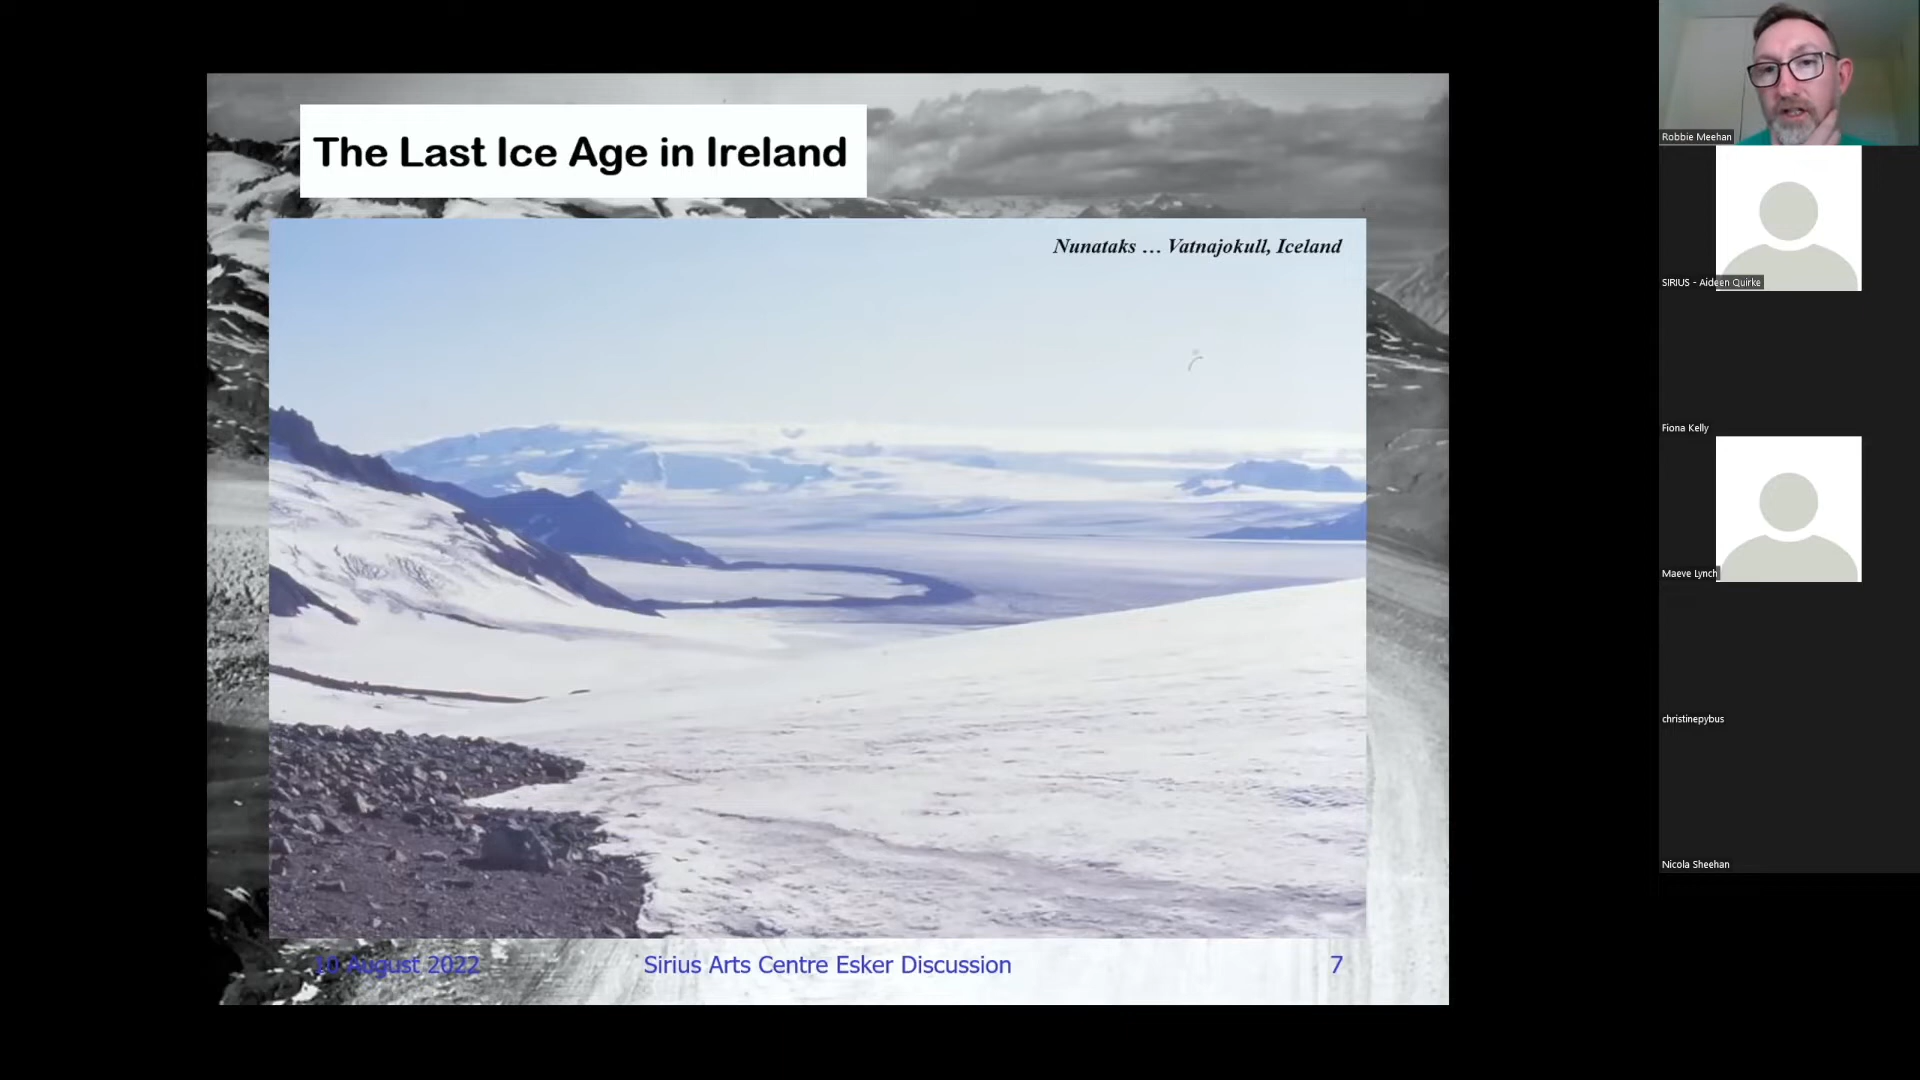 The Last Ice Age in Ireland
Nunataks ... Vatnajokull, Iceland
10 August 2022
Sirius Arts Centre Esker Discussion
7
Robbie Meehan
SIRIUS - Aideen Quirke
Fiona Kelly
Maeve Lynch
christinepybus
Nicola Sheehan